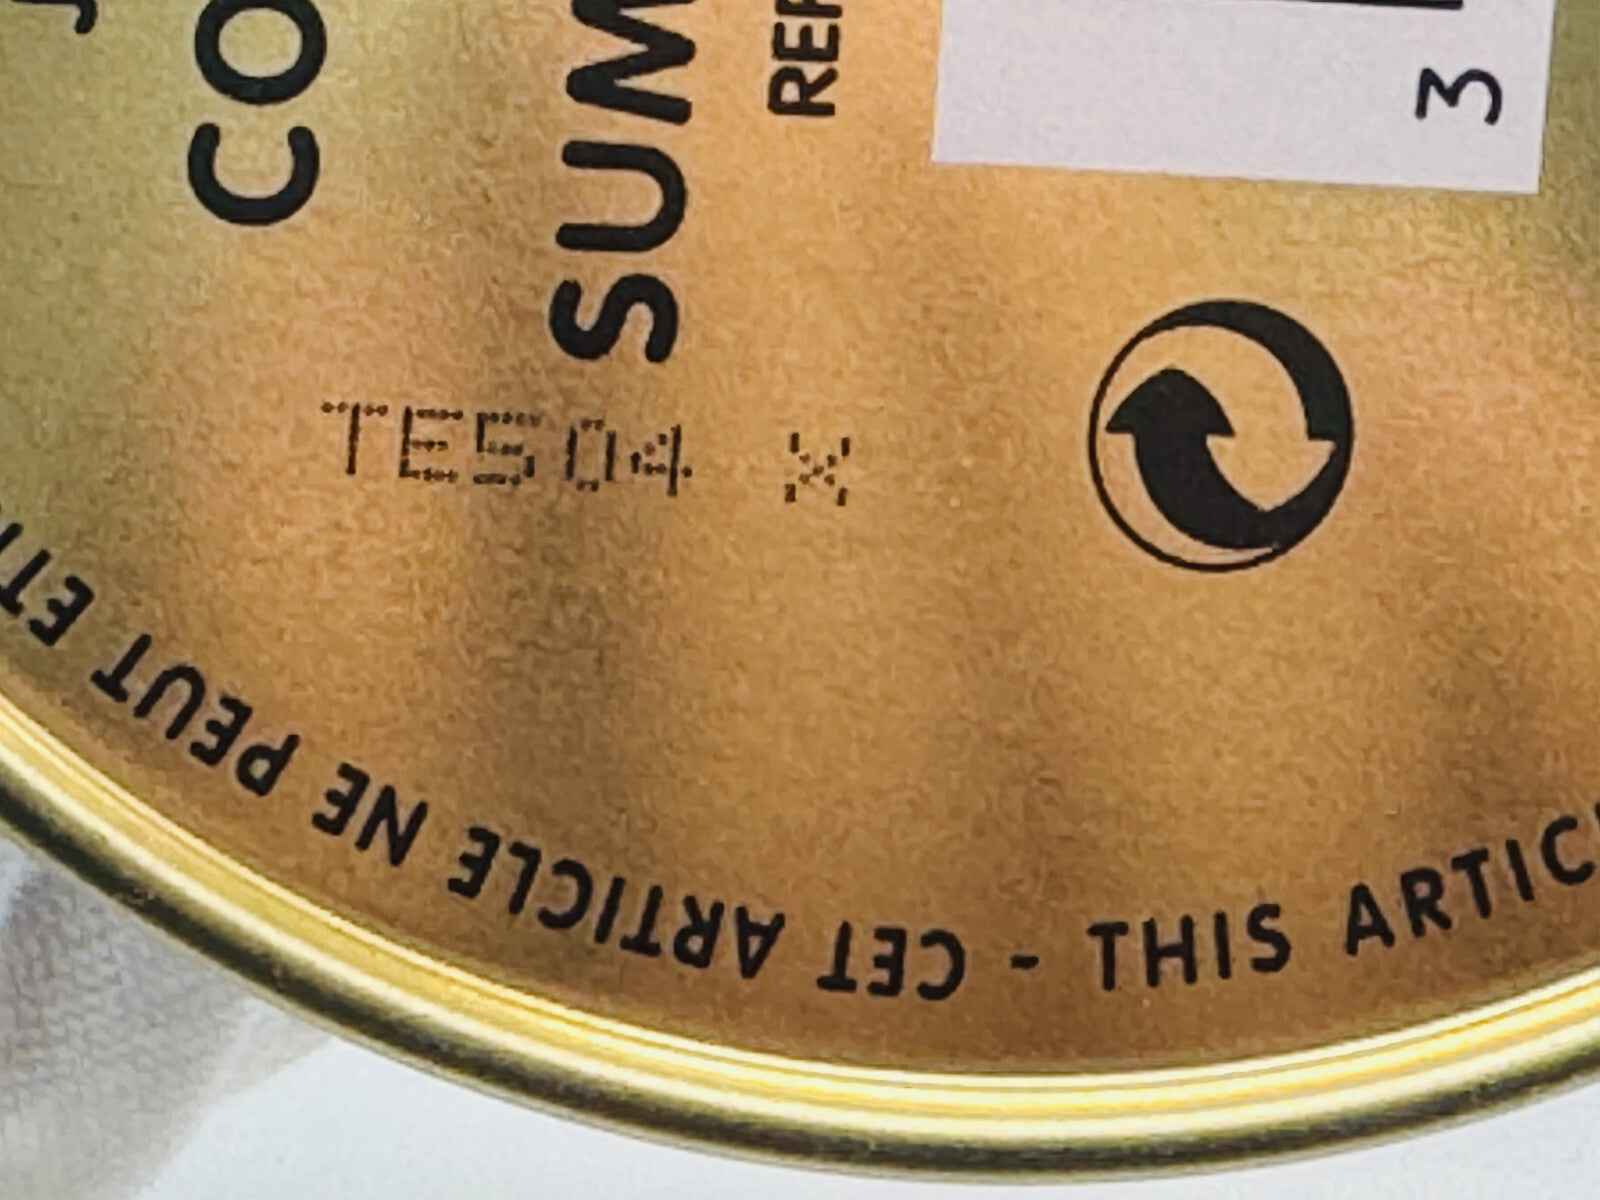 CO
SUM
REF
3
TES04 X
CET ARTICLE NE PEUT ET
- THIS ARTIC